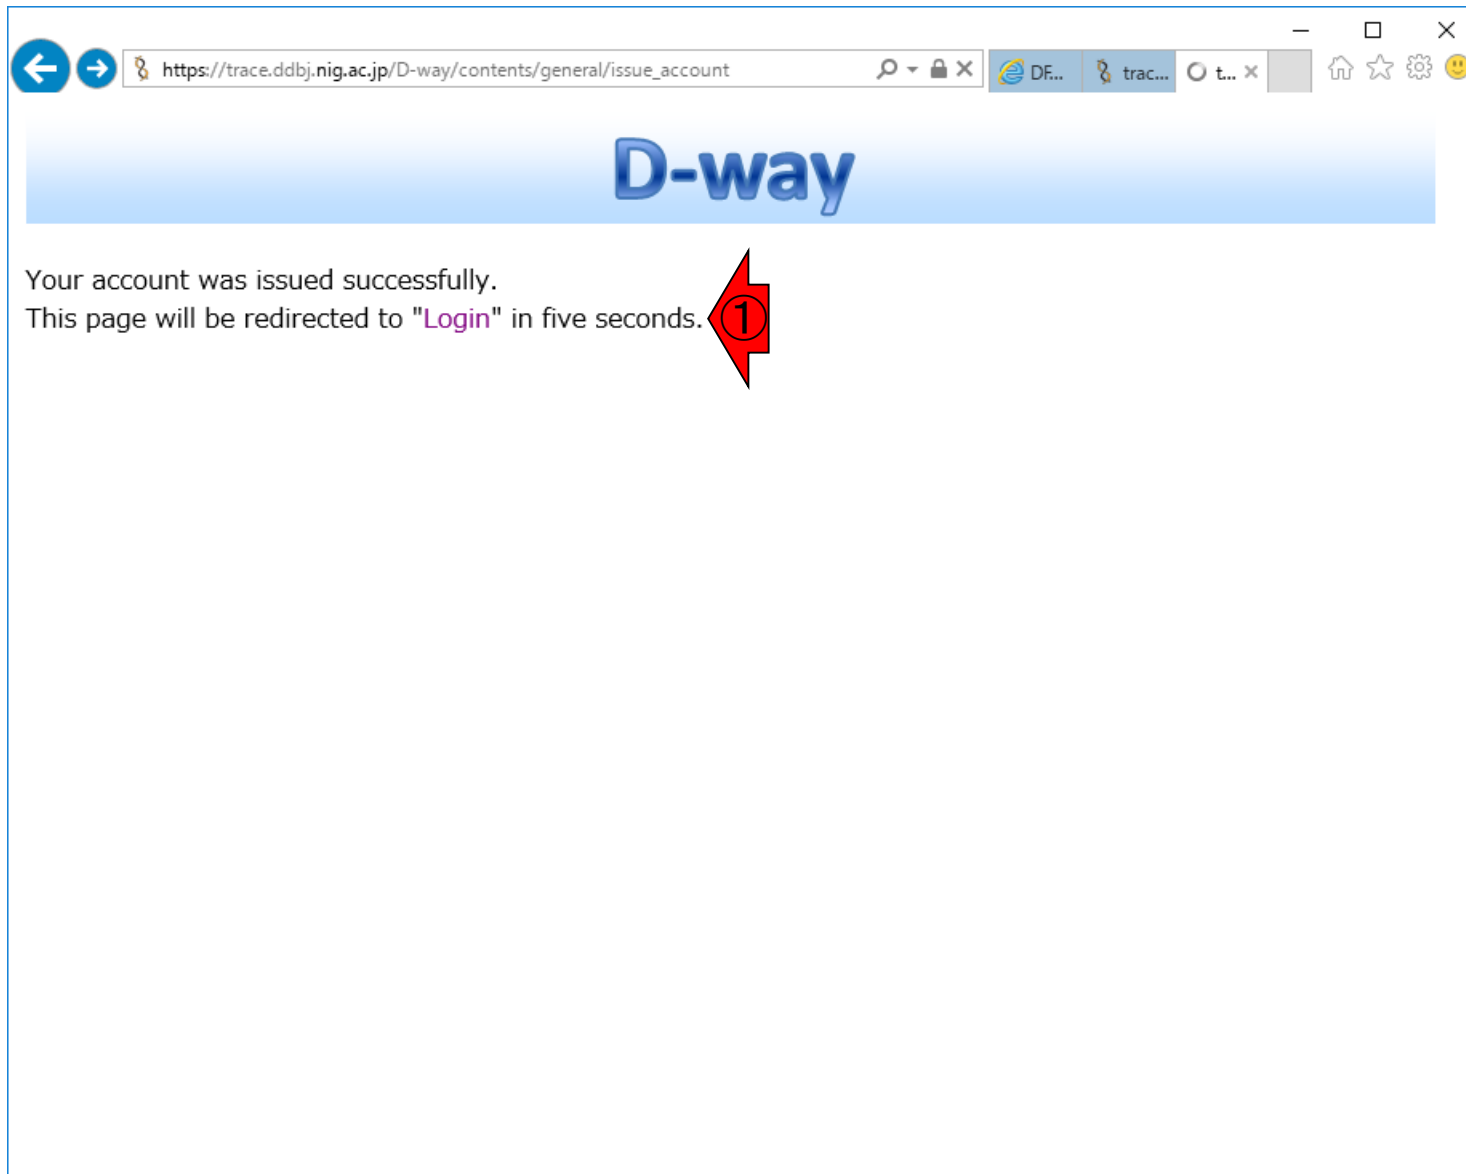 https://trace.ddbj.nig.ac.jp/D-way/contents/general/issue_account
DF...
trac...
t...
D-way
Your account was issued successfully.
This page will be redirected to "Login" in five seconds.
①